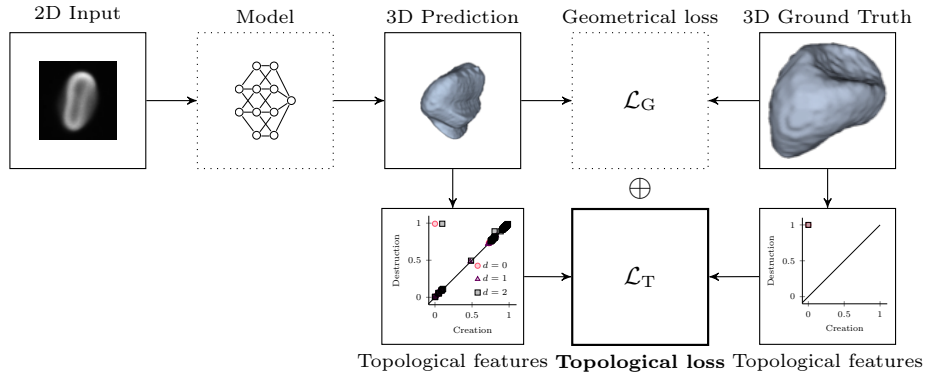 2D Input
Model
3D Prediction
Geometrical loss
3D Ground Truth
ℒG
⊕
1
0.5
0
Destruction
0
0.5
1
Creation
d = 0
d = 1
d = 2
ℒT
1
0.5
0
Destruction
0
0.5
1
Creation
Topological features
Topological loss
Topological features